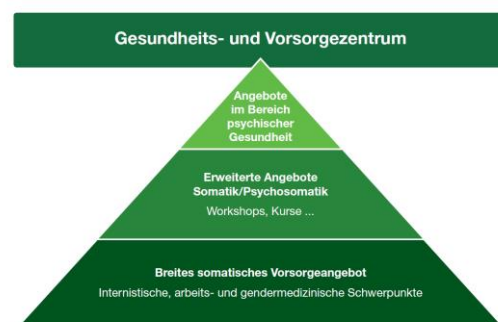 Gesundheits- und Vorsorgezentrum
Angebote
im Bereich
psychischer
Gesundheit
Erweiterte Angebote
Somatik/Psychosomatik
Workshops, Kurse ...
Breites somatisches Vorsorgeangebot
Internistische, arbeits- und gendermedizinische Schwerpunkte